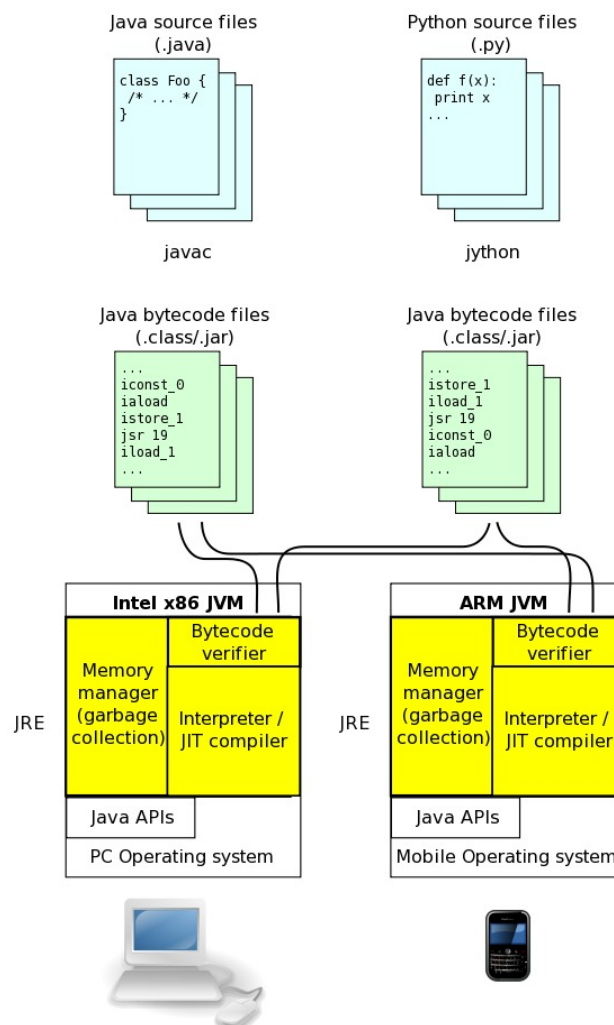 Java source files
(.java)
class Foo {
/* ... */
}
javac
Python source files
(.py)
def f(x):
print x
...
jython
Java bytecode files
(.class/.jar)
...
iconst_0
iaload
istore_1
jsr 19
iload_1
...
Java bytecode files
(.class/.jar)
...
istore_1
iload_1
jsr 19
iconst_0
iaload
...
JRE
Intel x86 JVM
Memory
manager
(garbage
collection)
Bytecode
verifier
Interpreter /
JIT compiler
Java APIs
PC Operating system
JRE
ARM JVM
Memory
manager
(garbage
collection)
Bytecode
verifier
Interpreter /
JIT compiler
Java APIs
Mobile Operating system